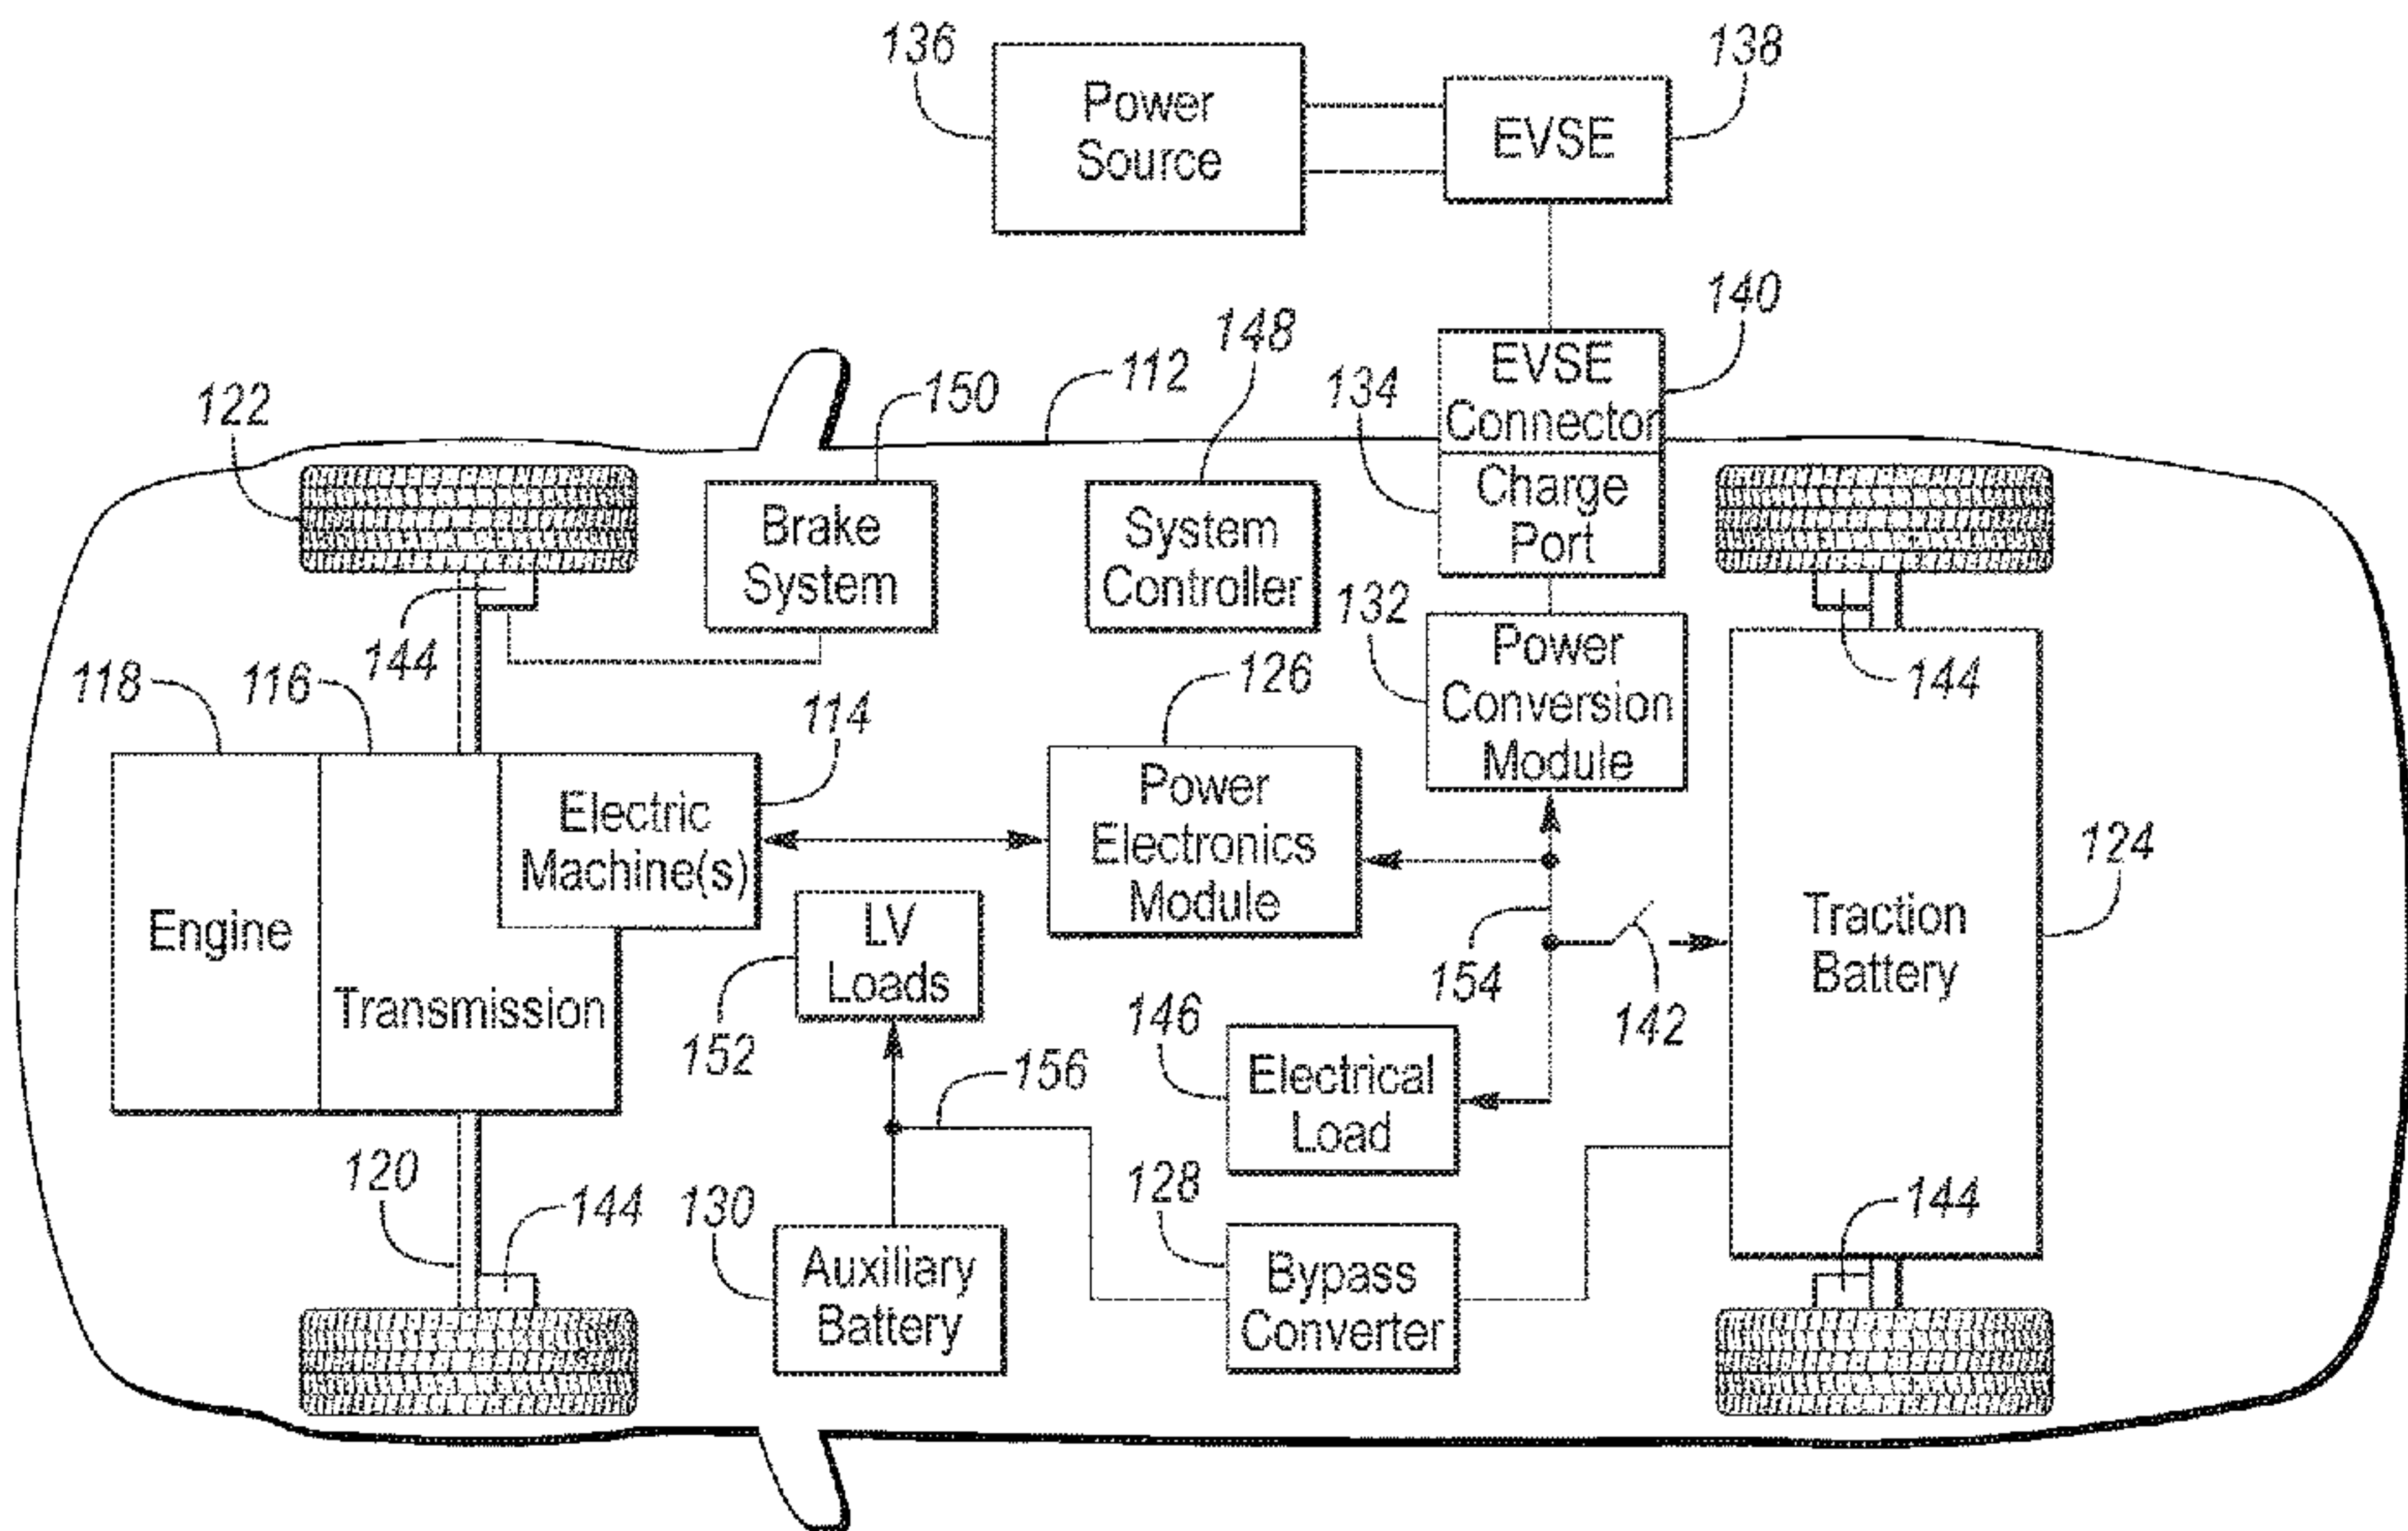 136
Power
Source
EVSE
138
140
EVSE
Connector
134
Charge
Port
148
System
Controller
112
150
Brake
System
122
144
144
132
Power
Conversion
Module
118
116
114
126
Engine
Transmission
Electric
Machine(s)
Power
Electronics
Module
LV
Loads
152
154
142
Traction
Battery
124
146
Electrical
Load
156
120
144
130
Auxiliary
Battery
128
Bypass
Converter
144